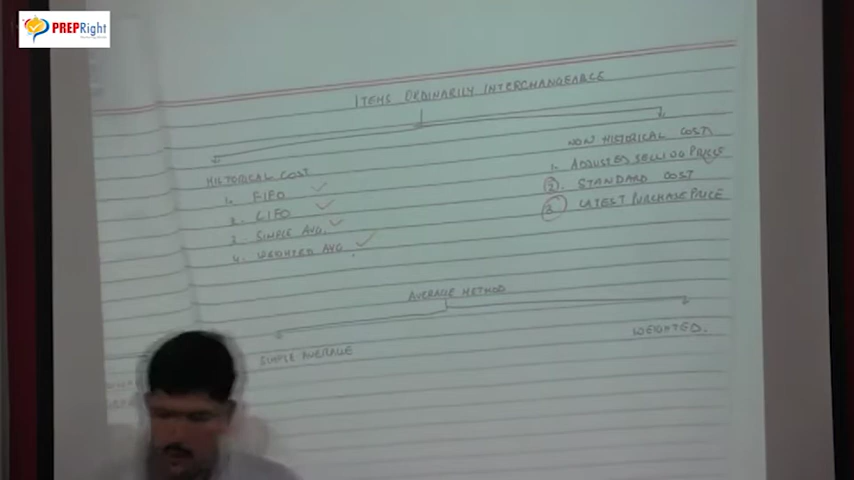 PREPRight
ITEMS ORDINARILY INTERCHANGEABLE
HISTORICAL COST
1. FIFO
2. LIFO
3. SIMPLE AVG.
4. WEIGHTED AVG
NON HISTORICAL COST
1. ADJUSTED SELLING PRICE
2. STANDARD COST
3. LATEST PURCHASE PRICE
AVERAGE METHOD
SIMPLE AVERAGE
WEIGHTED.